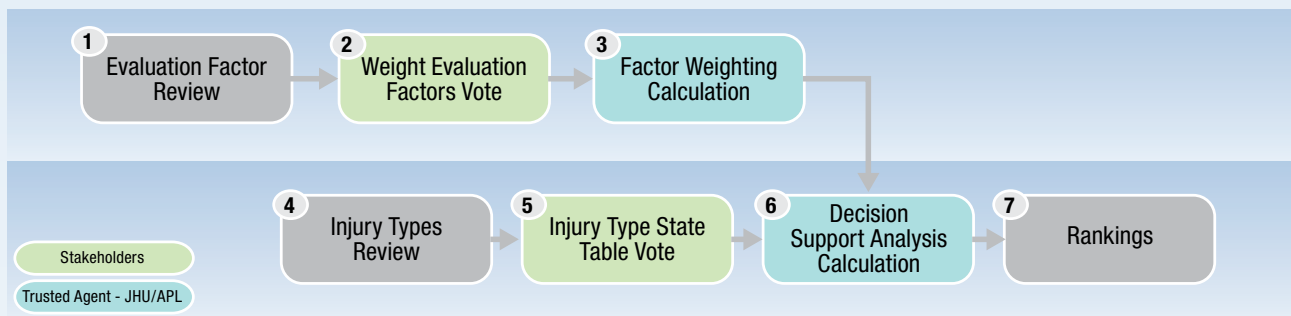 1
Evaluation Factor
Review
2
Weight Evaluation
Factors Vote
3
Factor Weighting
Calculation
4
Injury Types
Review
5
Injury Type State
Table Vote
6
Decision
Support Analysis
Calculation
7
Rankings
Stakeholders
Trusted Agent - JHU/APL